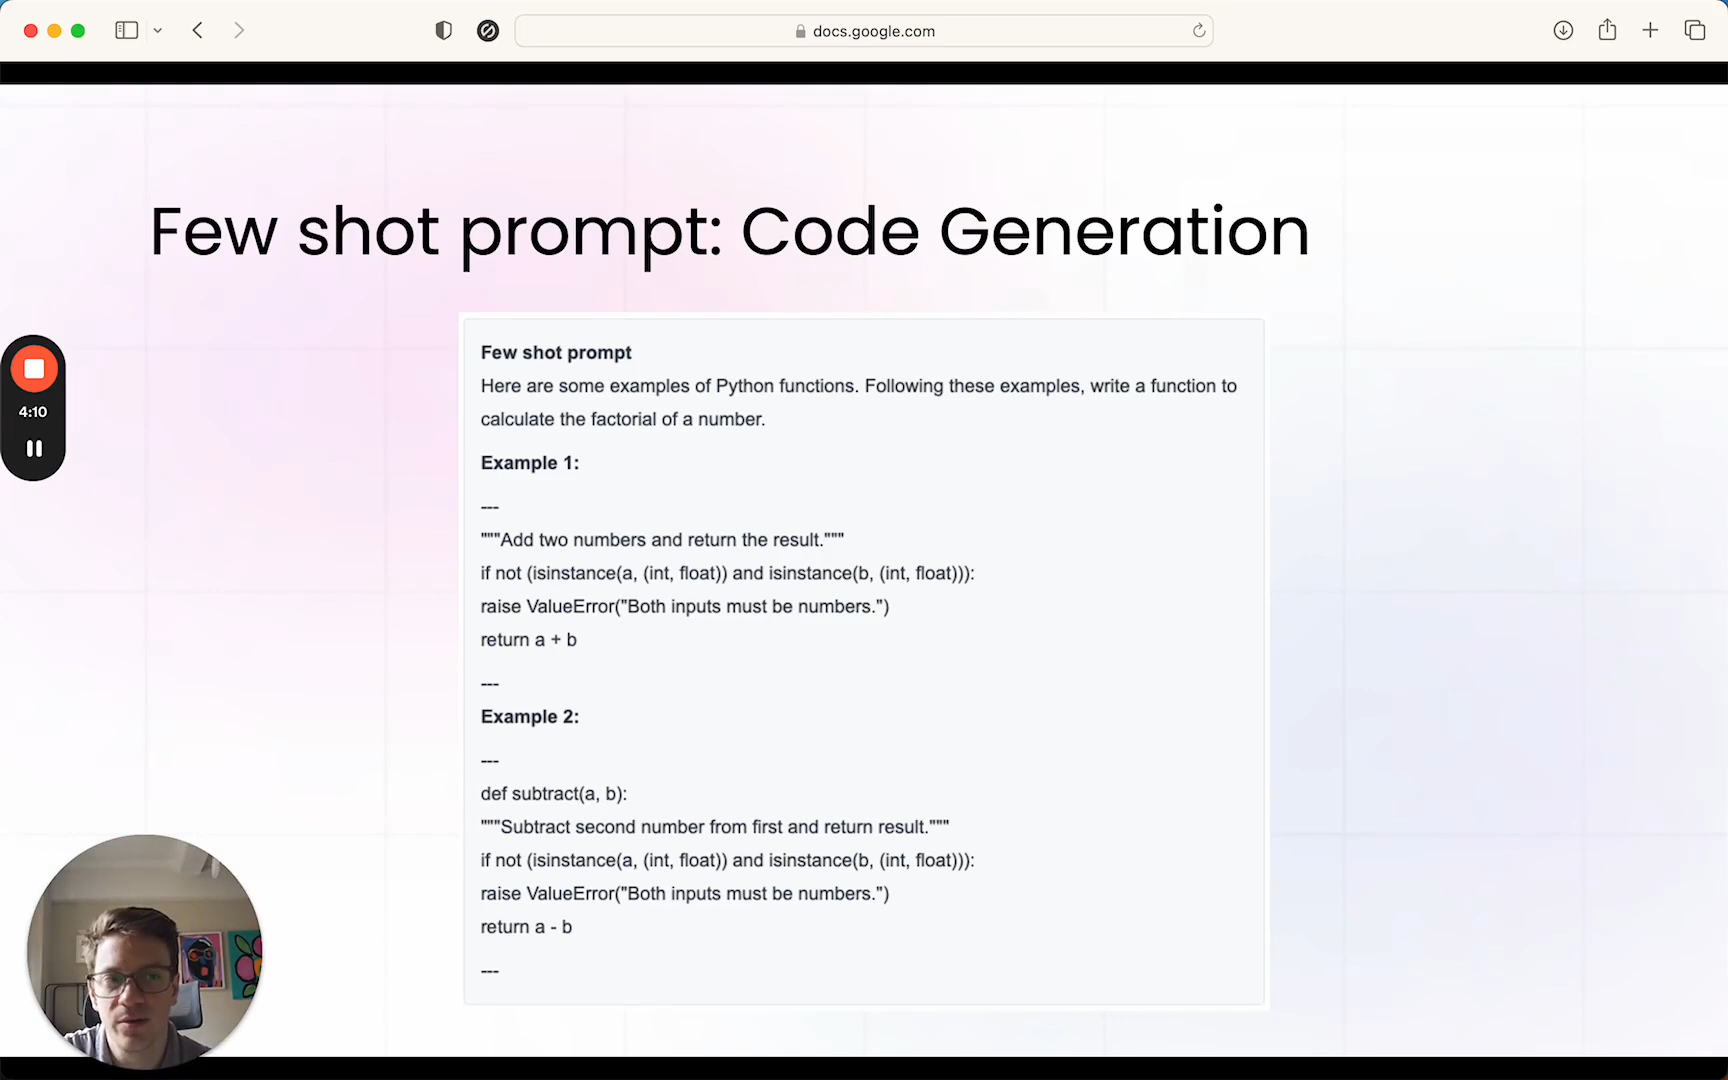 docs.google.com
Few shot prompt: Code Generation
4:10
Few shot prompt
Here are some examples of Python functions. Following these examples, write a function to
calculate the factorial of a number.
Example 1:
---
"""Add two numbers and return the result."""
if not (isinstance(a, (int, float)) and isinstance(b, (int, float))):
raise ValueError("Both inputs must be numbers.")
return a + b
---
Example 2:
---
def subtract(a, b):
"""Subtract second number from first and return result."""
if not (isinstance(a, (int, float)) and isinstance(b, (int, float))):
raise ValueError("Both inputs must be numbers.")
return a - b
---